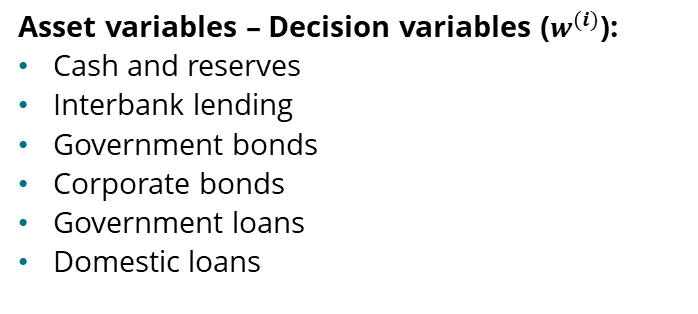 Asset variables – Decision variables (w⁽ⁱ⁾):
• Cash and reserves
• Interbank lending
• Government bonds
• Corporate bonds
• Government loans
• Domestic loans